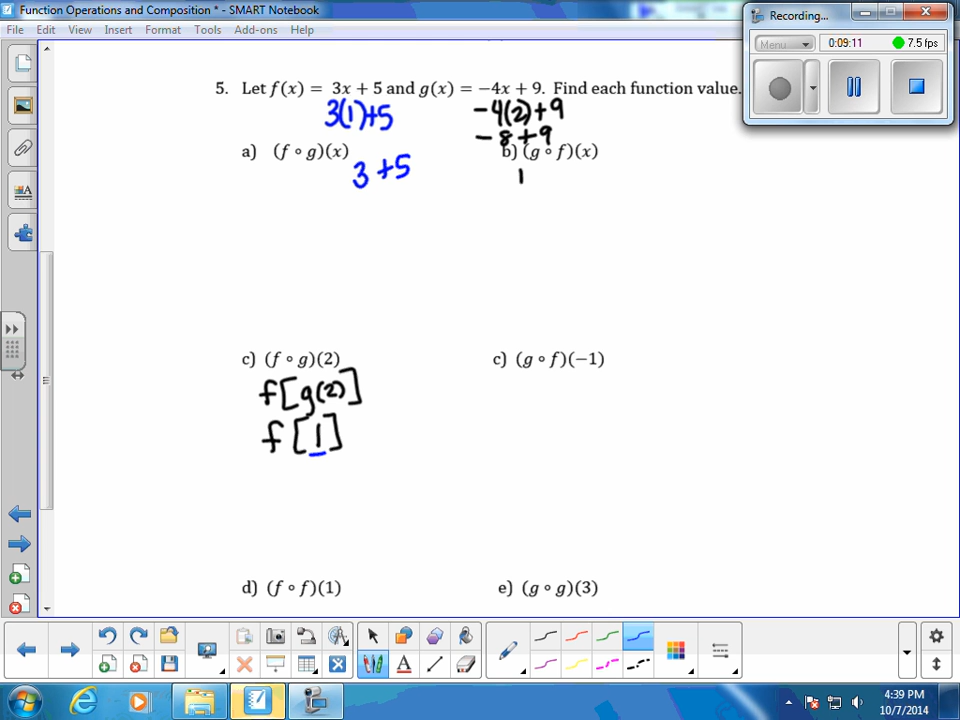 Function Operations and Composition * - SMART Notebook
File Edit View Insert Format Tools Add-ons Help
Recording...
Menu 0:09:11 7.5 fps
5. Let f(x) = 3x + 5 and g(x) = −4x + 9. Find each function value.
3(1)+5 -4(2)+9
-8+9
a) (f ∘ g)(x) b) (g ∘ f)(x)
3 +5 1
c) (f ∘ g)(2) c) (g ∘ f)(−1)
f[g(2)]
f[1]
d) (f ∘ f)(1) e) (g ∘ g)(3)
4:39 PM
10/7/2014